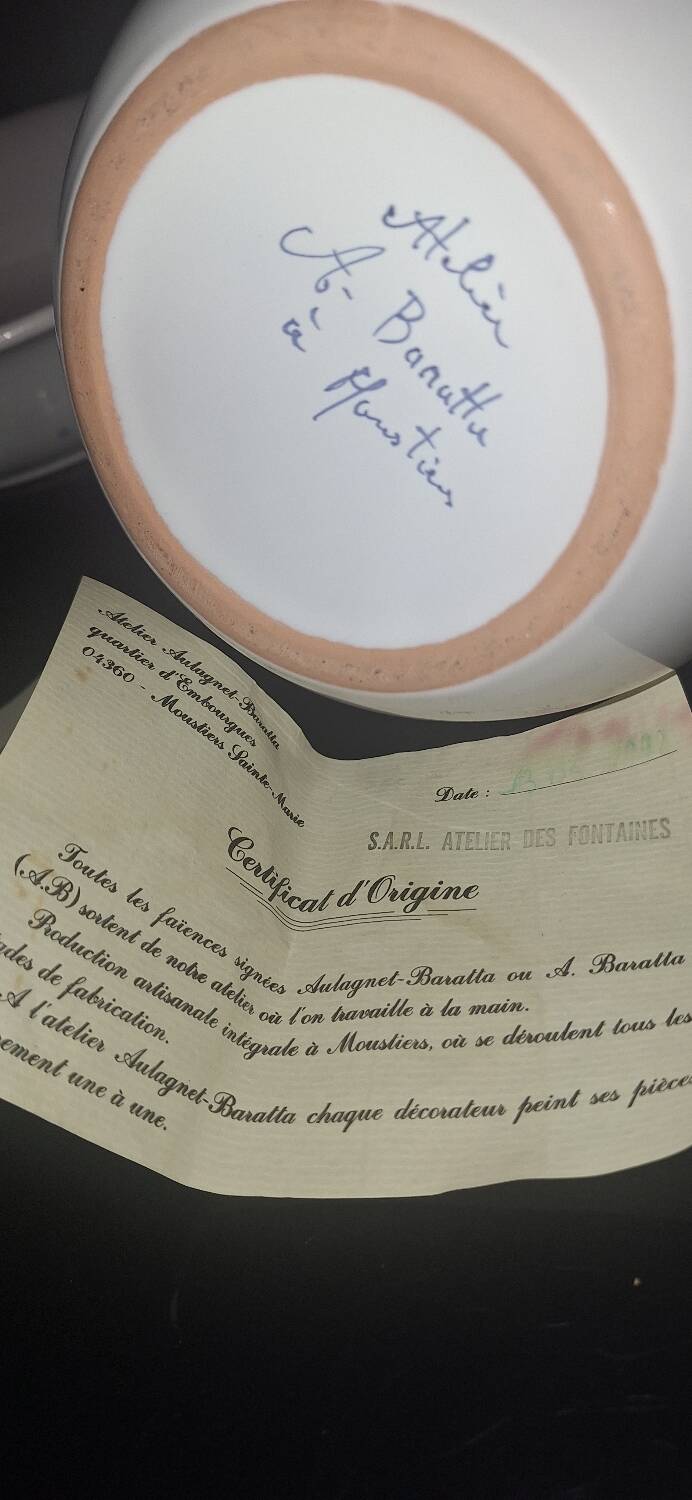 Atelier
A. Baratta
à Moustiers
Atelier Aulagnet-Baratta
quartier d'Embourgues
04360 - Moustiers Sainte-Marie
Date :
S.A.R.L. ATELIER DES FONTAINES
Certificat d'Origine
Toutes les faïences signées Aulagnet-Baratta ou A. Baratta
(A.B) sortent de notre atelier où l'on travaille à la main.
Production artisanale intégrale à Moustiers, où se déroulent tous les
ades de fabrication.
A l'atelier Aulagnet-Baratta chaque décorateur peint ses pièces
ement une à une.